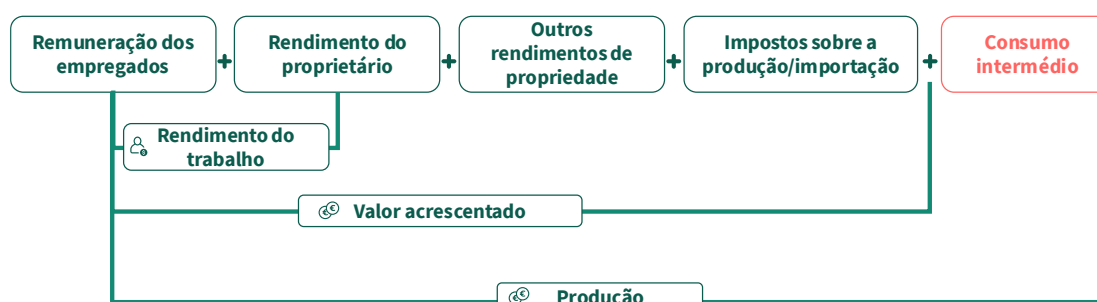 Remuneração dos
empregados
+
Rendimento do
proprietário
+
Outros
rendimentos de
propriedade
+
Impostos sobre a
produção/importação
+
Consumo
intermédio
Rendimento do
trabalho
Valor acrescentado
Produção